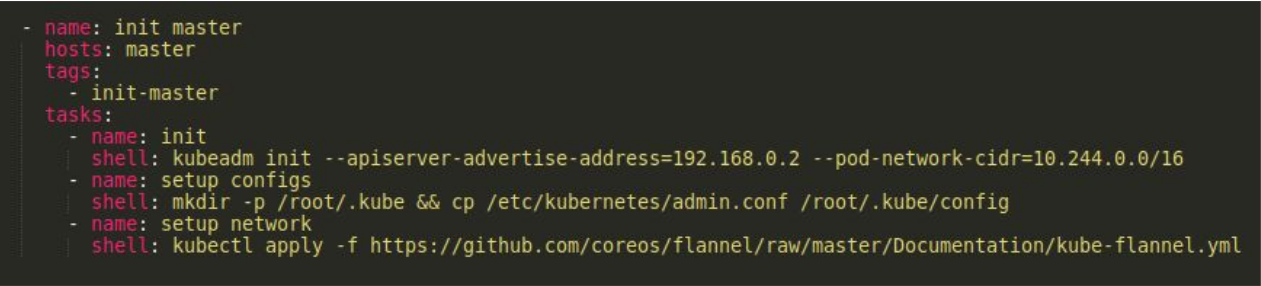 - name: init master
  hosts: master
  tags:
    - init-master
  tasks:
    - name: init
      shell: kubeadm init --apiserver-advertise-address=192.168.0.2 --pod-network-cidr=10.244.0.0/16
    - name: setup configs
      shell: mkdir -p /root/.kube && cp /etc/kubernetes/admin.conf /root/.kube/config
    - name: setup network
      shell: kubectl apply -f https://github.com/coreos/flannel/raw/master/Documentation/kube-flannel.yml